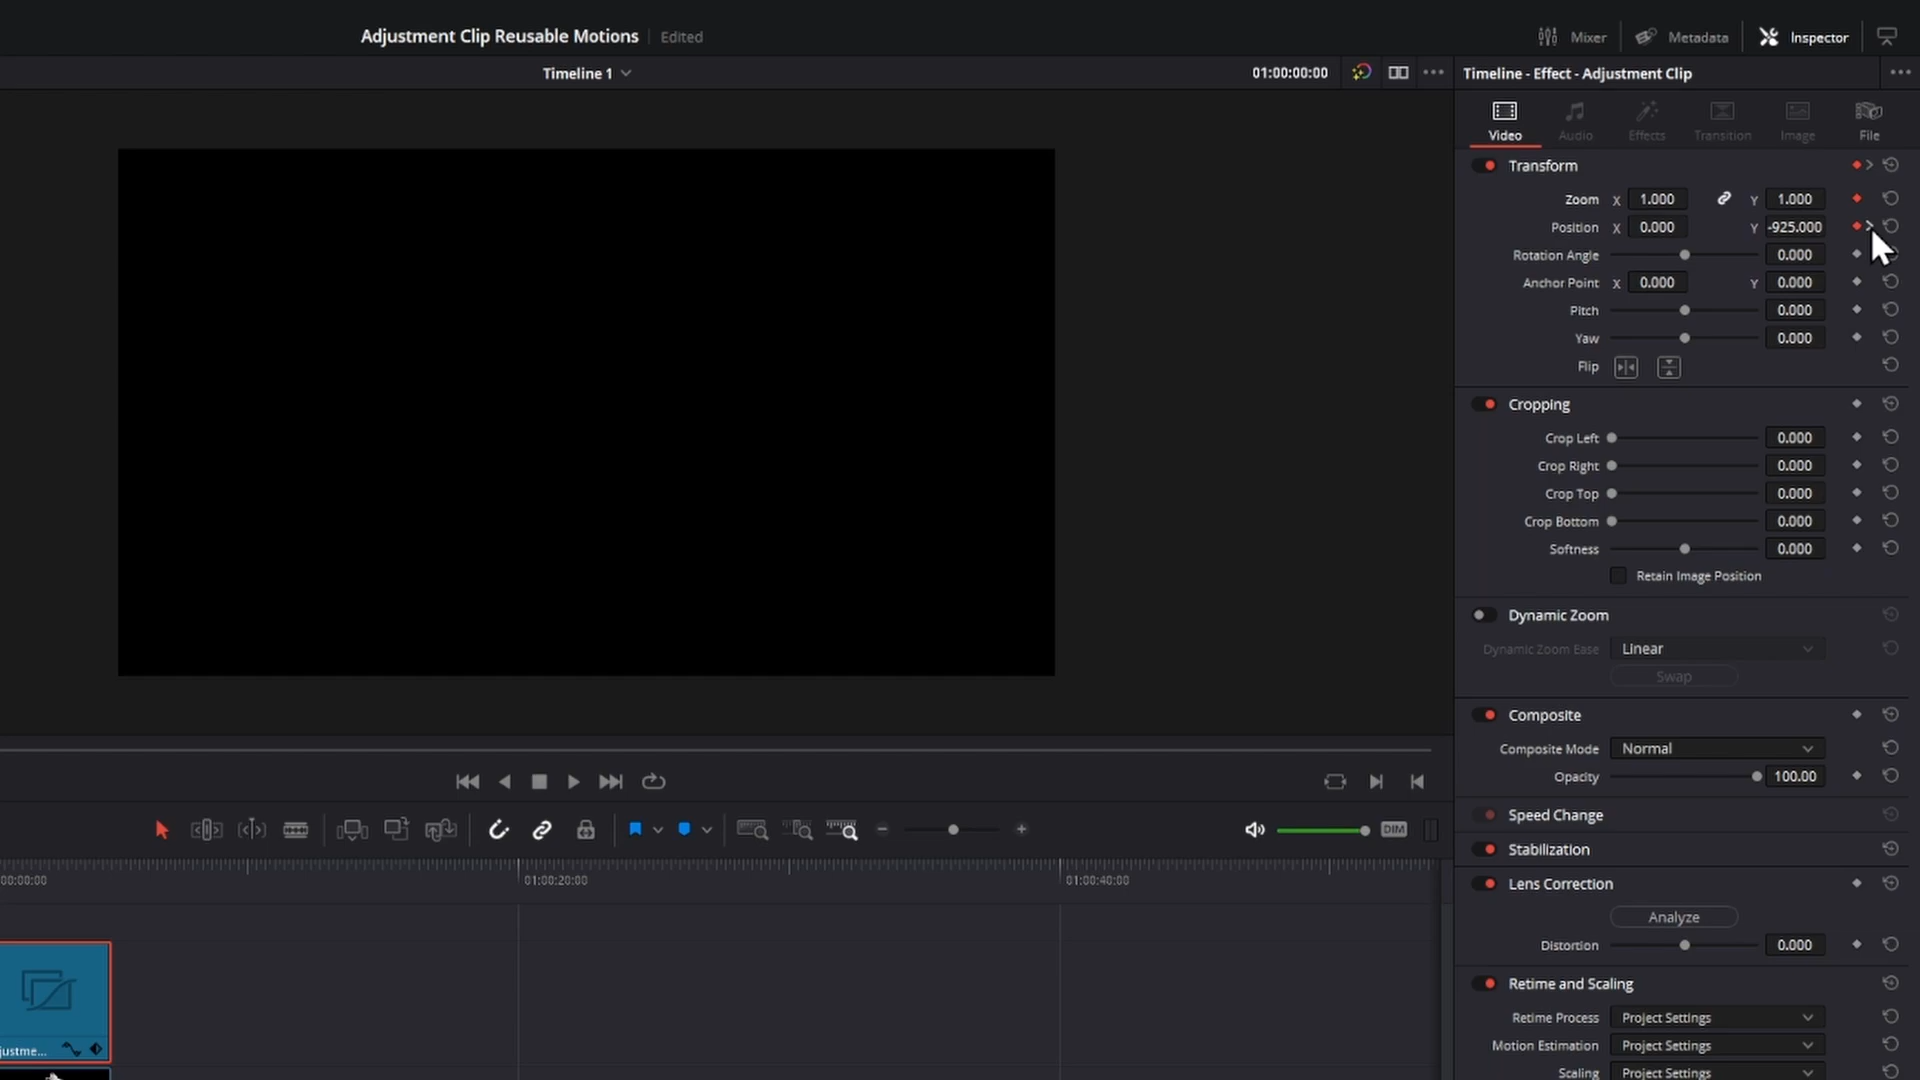 Adjustment Clip Reusable Motions Edited
Mixer Metadata Inspector
Timeline 1
01:00:00:00
Timeline - Effect - Adjustment Clip
Video Audio Effects Transition Image File
Transform
Zoom X 1.000 Y 1.000
Position X 0.000 Y -925.000
Rotation Angle 0.000
Anchor Point X 0.000 Y 0.000
Pitch 0.000
Yaw 0.000
Flip
Cropping
Crop Left 0.000
Crop Right 0.000
Crop Top 0.000
Crop Bottom 0.000
Softness 0.000
Retain Image Position
Dynamic Zoom
Dynamic Zoom Ease Linear
Swap
Composite
Composite Mode Normal
Opacity 100.00
Speed Change
Stabilization
Lens Correction
Analyze
Distortion 0.000
Retime and Scaling
Retime Process Project Settings
Motion Estimation Project Settings
Scaling Project Settings
DIM
00:00:00 01:00:20:00 01:00:40:00
justme...